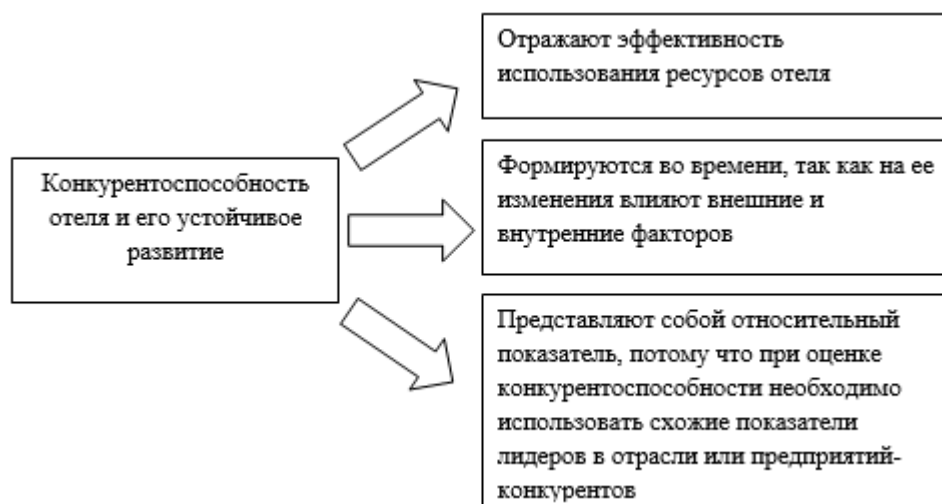 Конкурентоспособность
отеля и его устойчивое
развитие
Отражают эффективность
использования ресурсов отеля
Формируются во времени, так как на ее
изменения влияют внешние и
внутренние факторов
Представляют собой относительный
показатель, потому что при оценке
конкурентоспособности необходимо
использовать схожие показатели
лидеров в отрасли или предприятий-
конкурентов